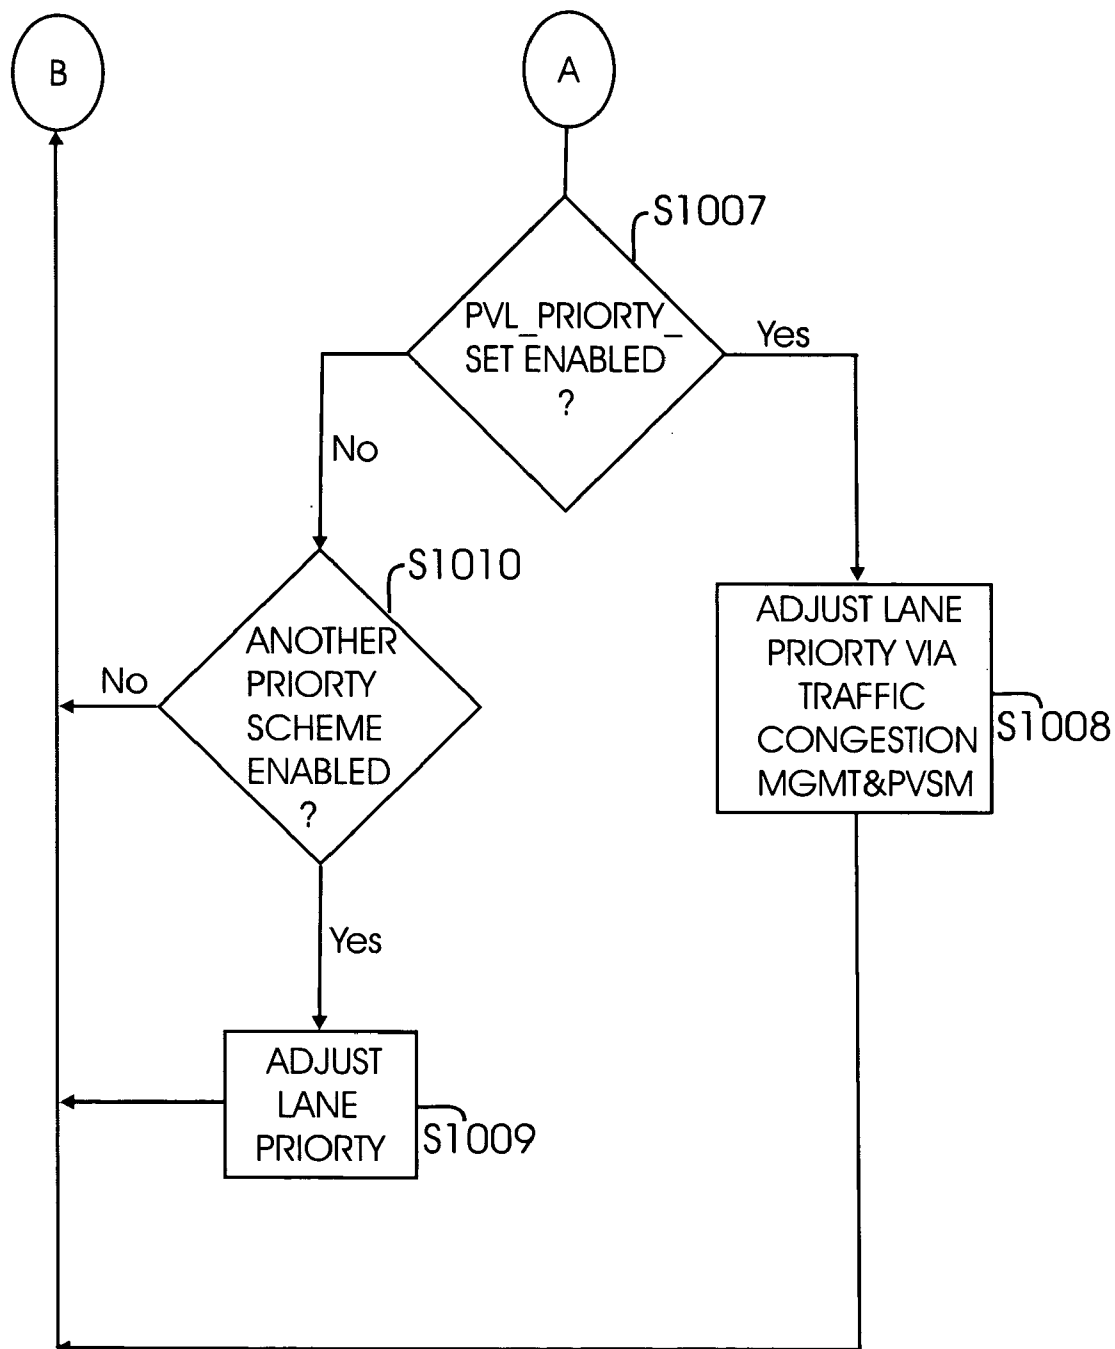 B
A
S1007
PVL_PRIORTY_
SET ENABLED
?
Yes
No
S1010
ANOTHER
PRIORTY
SCHEME
ENABLED
?
No
ADJUST LANE
PRIORTY VIA
TRAFFIC
CONGESTION
MGMT&PVSM
S1008
Yes
ADJUST
LANE
PRIORTY
S1009